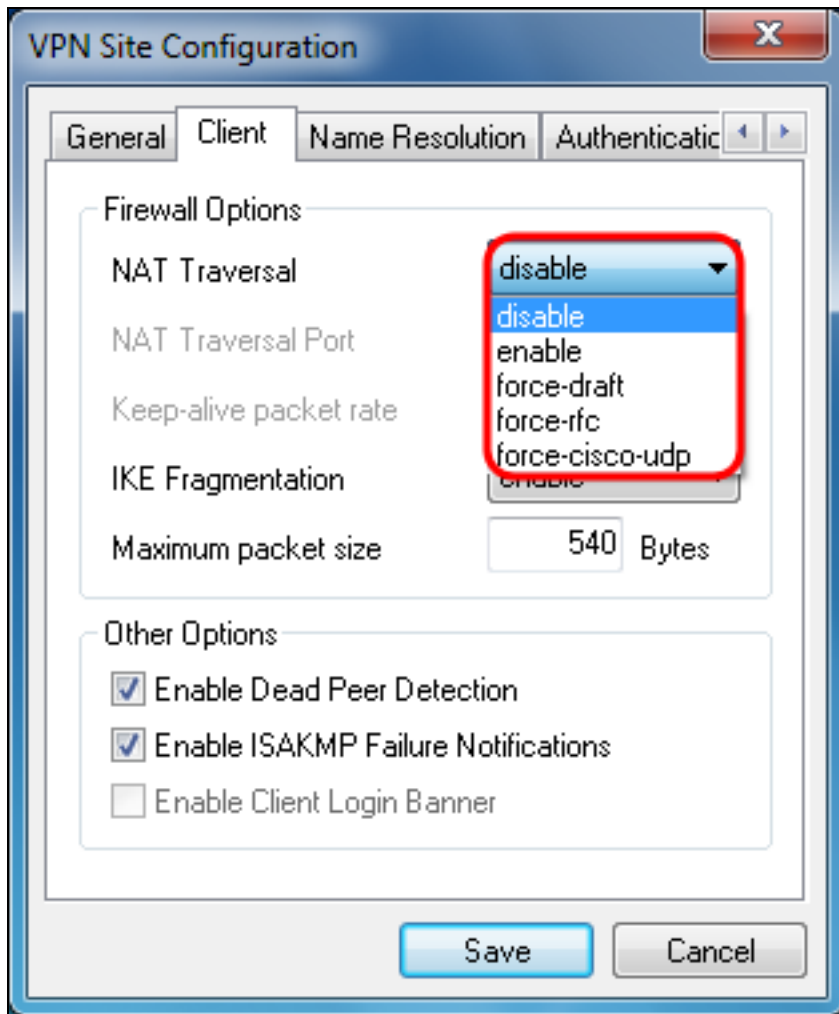 VPN Site Configuration
General Client Name Resolution
Firewall Options
NAT Traversal disable
disable
NAT Traversal Port
enable
force-draft
Keep-alive packet rate
force-rfc
force-cisco-udp
IKE Fragmentation enable
Maximum packet size 540 Bytes
Other Options
Enable Dead Peer Detection
Enable ISAKMP Failure Notifications
Enable Client Login Banner
Save Cancel